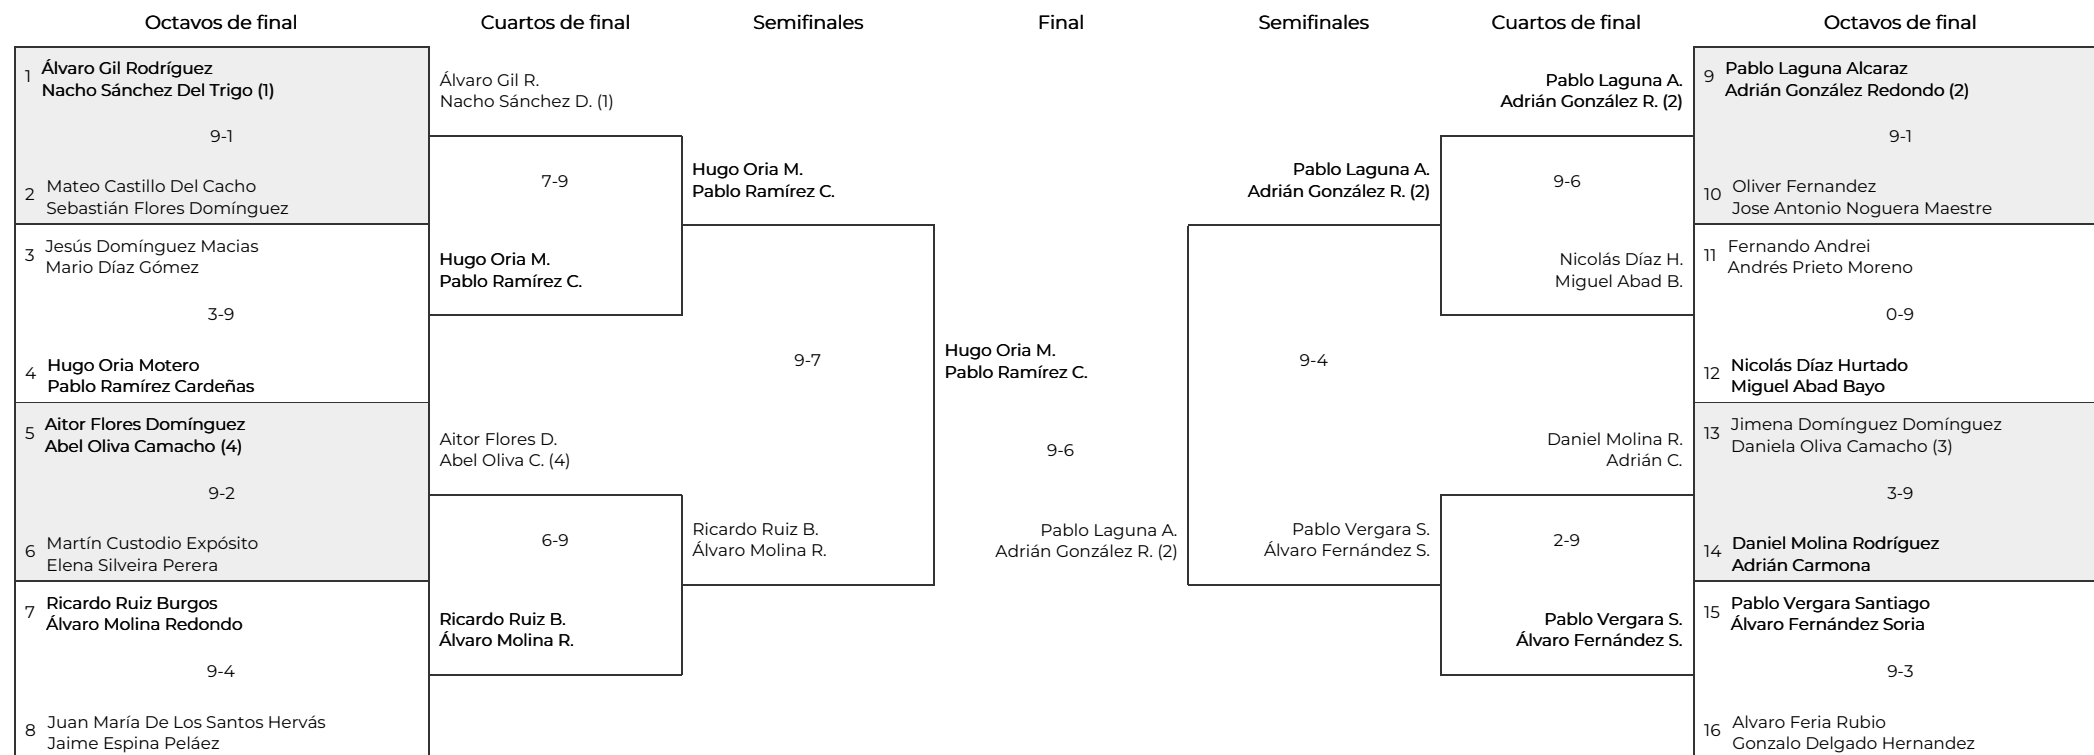 Octavos de final
Cuartos de final
Semifinales
Final
Semifinales
Cuartos de final
Octavos de final
1 Álvaro Gil Rodríguez
Nacho Sánchez Del Trigo (1)
9-1
2 Mateo Castillo Del Cacho
Sebastián Flores Domínguez
3 Jesús Domínguez Macias
Mario Díaz Gómez
3-9
4 Hugo Oria Motero
Pablo Ramírez Cardeñas
5 Aitor Flores Domínguez
Abel Oliva Camacho (4)
9-2
6 Martín Custodio Expósito
Elena Silveira Perera
7 Ricardo Ruiz Burgos
Álvaro Molina Redondo
9-4
8 Juan María De Los Santos Hervás
Jaime Espina Peláez
Álvaro Gil R.
Nacho Sánchez D. (1)
7-9
Hugo Oria M.
Pablo Ramírez C.
Aitor Flores D.
Abel Oliva C. (4)
6-9
Ricardo Ruiz B.
Álvaro Molina R.
Hugo Oria M.
Pablo Ramírez C.
9-7
Ricardo Ruiz B.
Álvaro Molina R.
Hugo Oria M.
Pablo Ramírez C.
9-6
Pablo Laguna A.
Adrián González R. (2)
Pablo Laguna A.
Adrián González R. (2)
9-4
Pablo Vergara S.
Álvaro Fernández S.
Pablo Laguna A.
Adrián González R. (2)
9-6
Nicolás Díaz H.
Miguel Abad B.
Daniel Molina R.
Adrián C.
2-9
Pablo Vergara S.
Álvaro Fernández S.
9 Pablo Laguna Alcaraz
Adrián González Redondo (2)
9-1
10 Oliver Fernandez
Jose Antonio Noguera Maestre
11 Fernando Andrei
Andrés Prieto Moreno
0-9
12 Nicolás Díaz Hurtado
Miguel Abad Bayo
13 Jimena Domínguez Domínguez
Daniela Oliva Camacho (3)
3-9
14 Daniel Molina Rodríguez
Adrián Carmona
15 Pablo Vergara Santiago
Álvaro Fernández Soria
9-3
16 Alvaro Feria Rubio
Gonzalo Delgado Hernandez